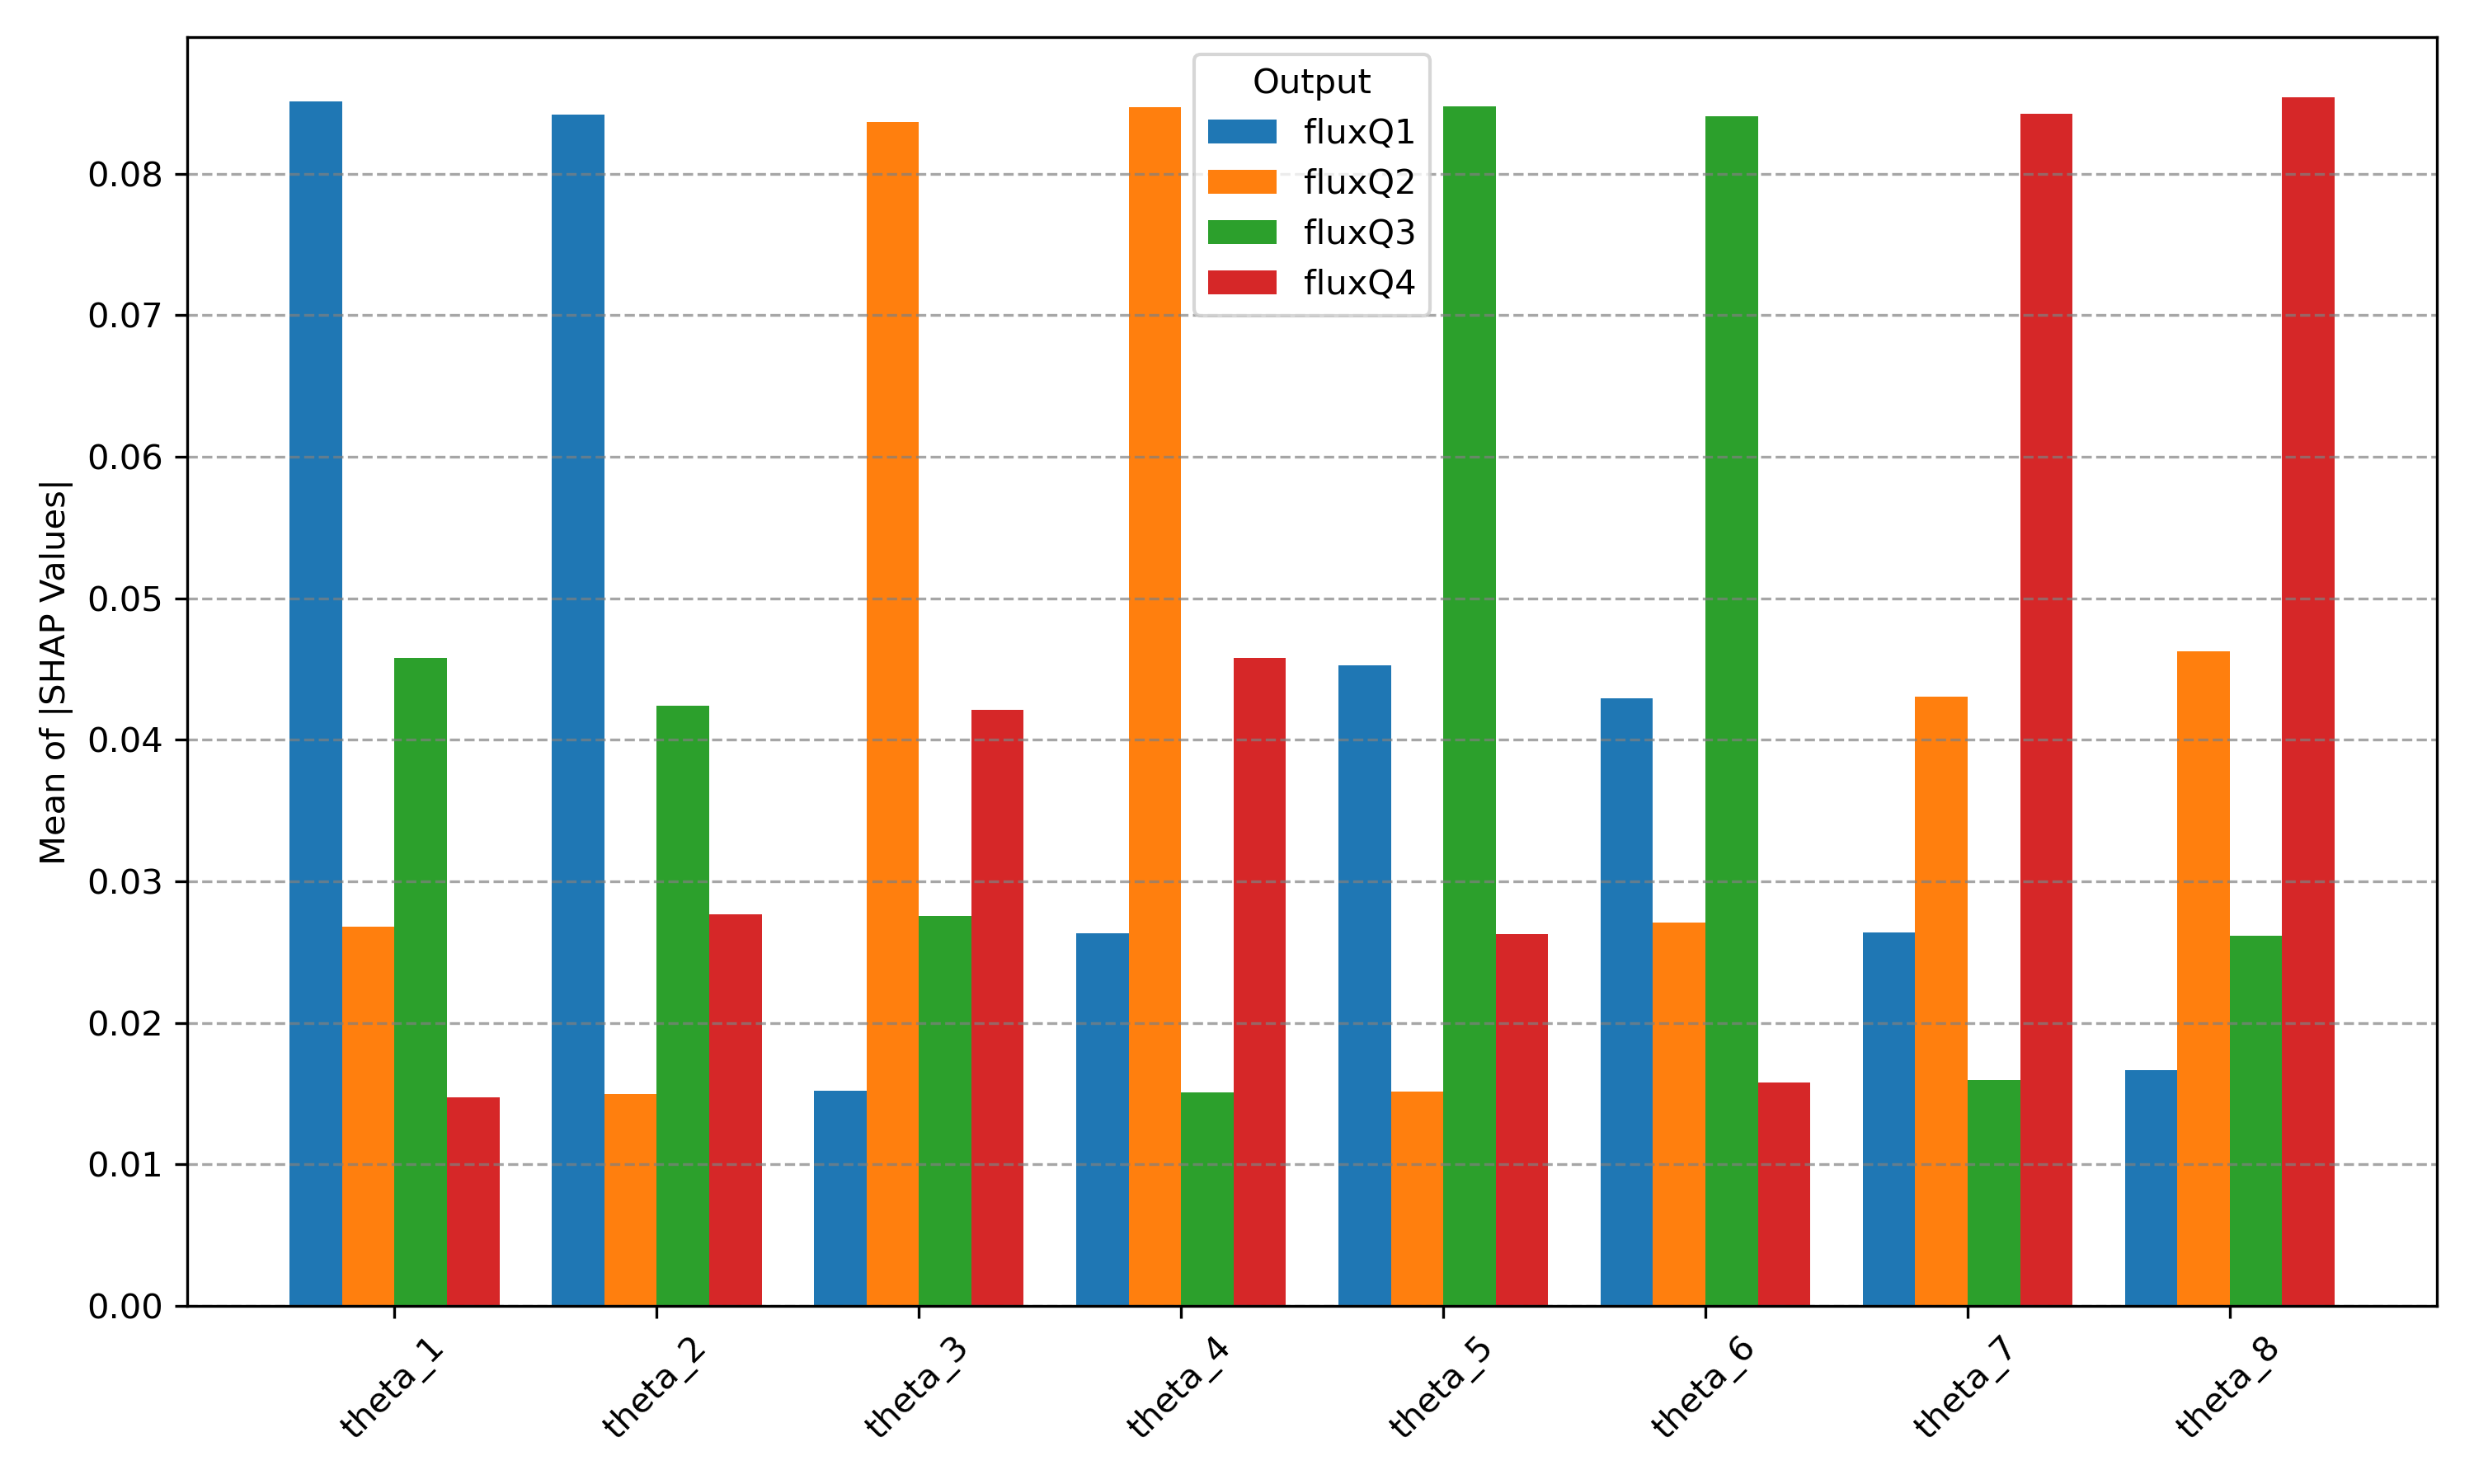 Output
fluxQ1
fluxQ2
fluxQ3
fluxQ4
Mean of |SHAP Values|
0.08
0.07
0.06
0.05
0.04
0.03
0.02
0.01
0.00
theta_1
theta_2
theta_3
theta_4
theta_5
theta_6
theta_7
theta_8